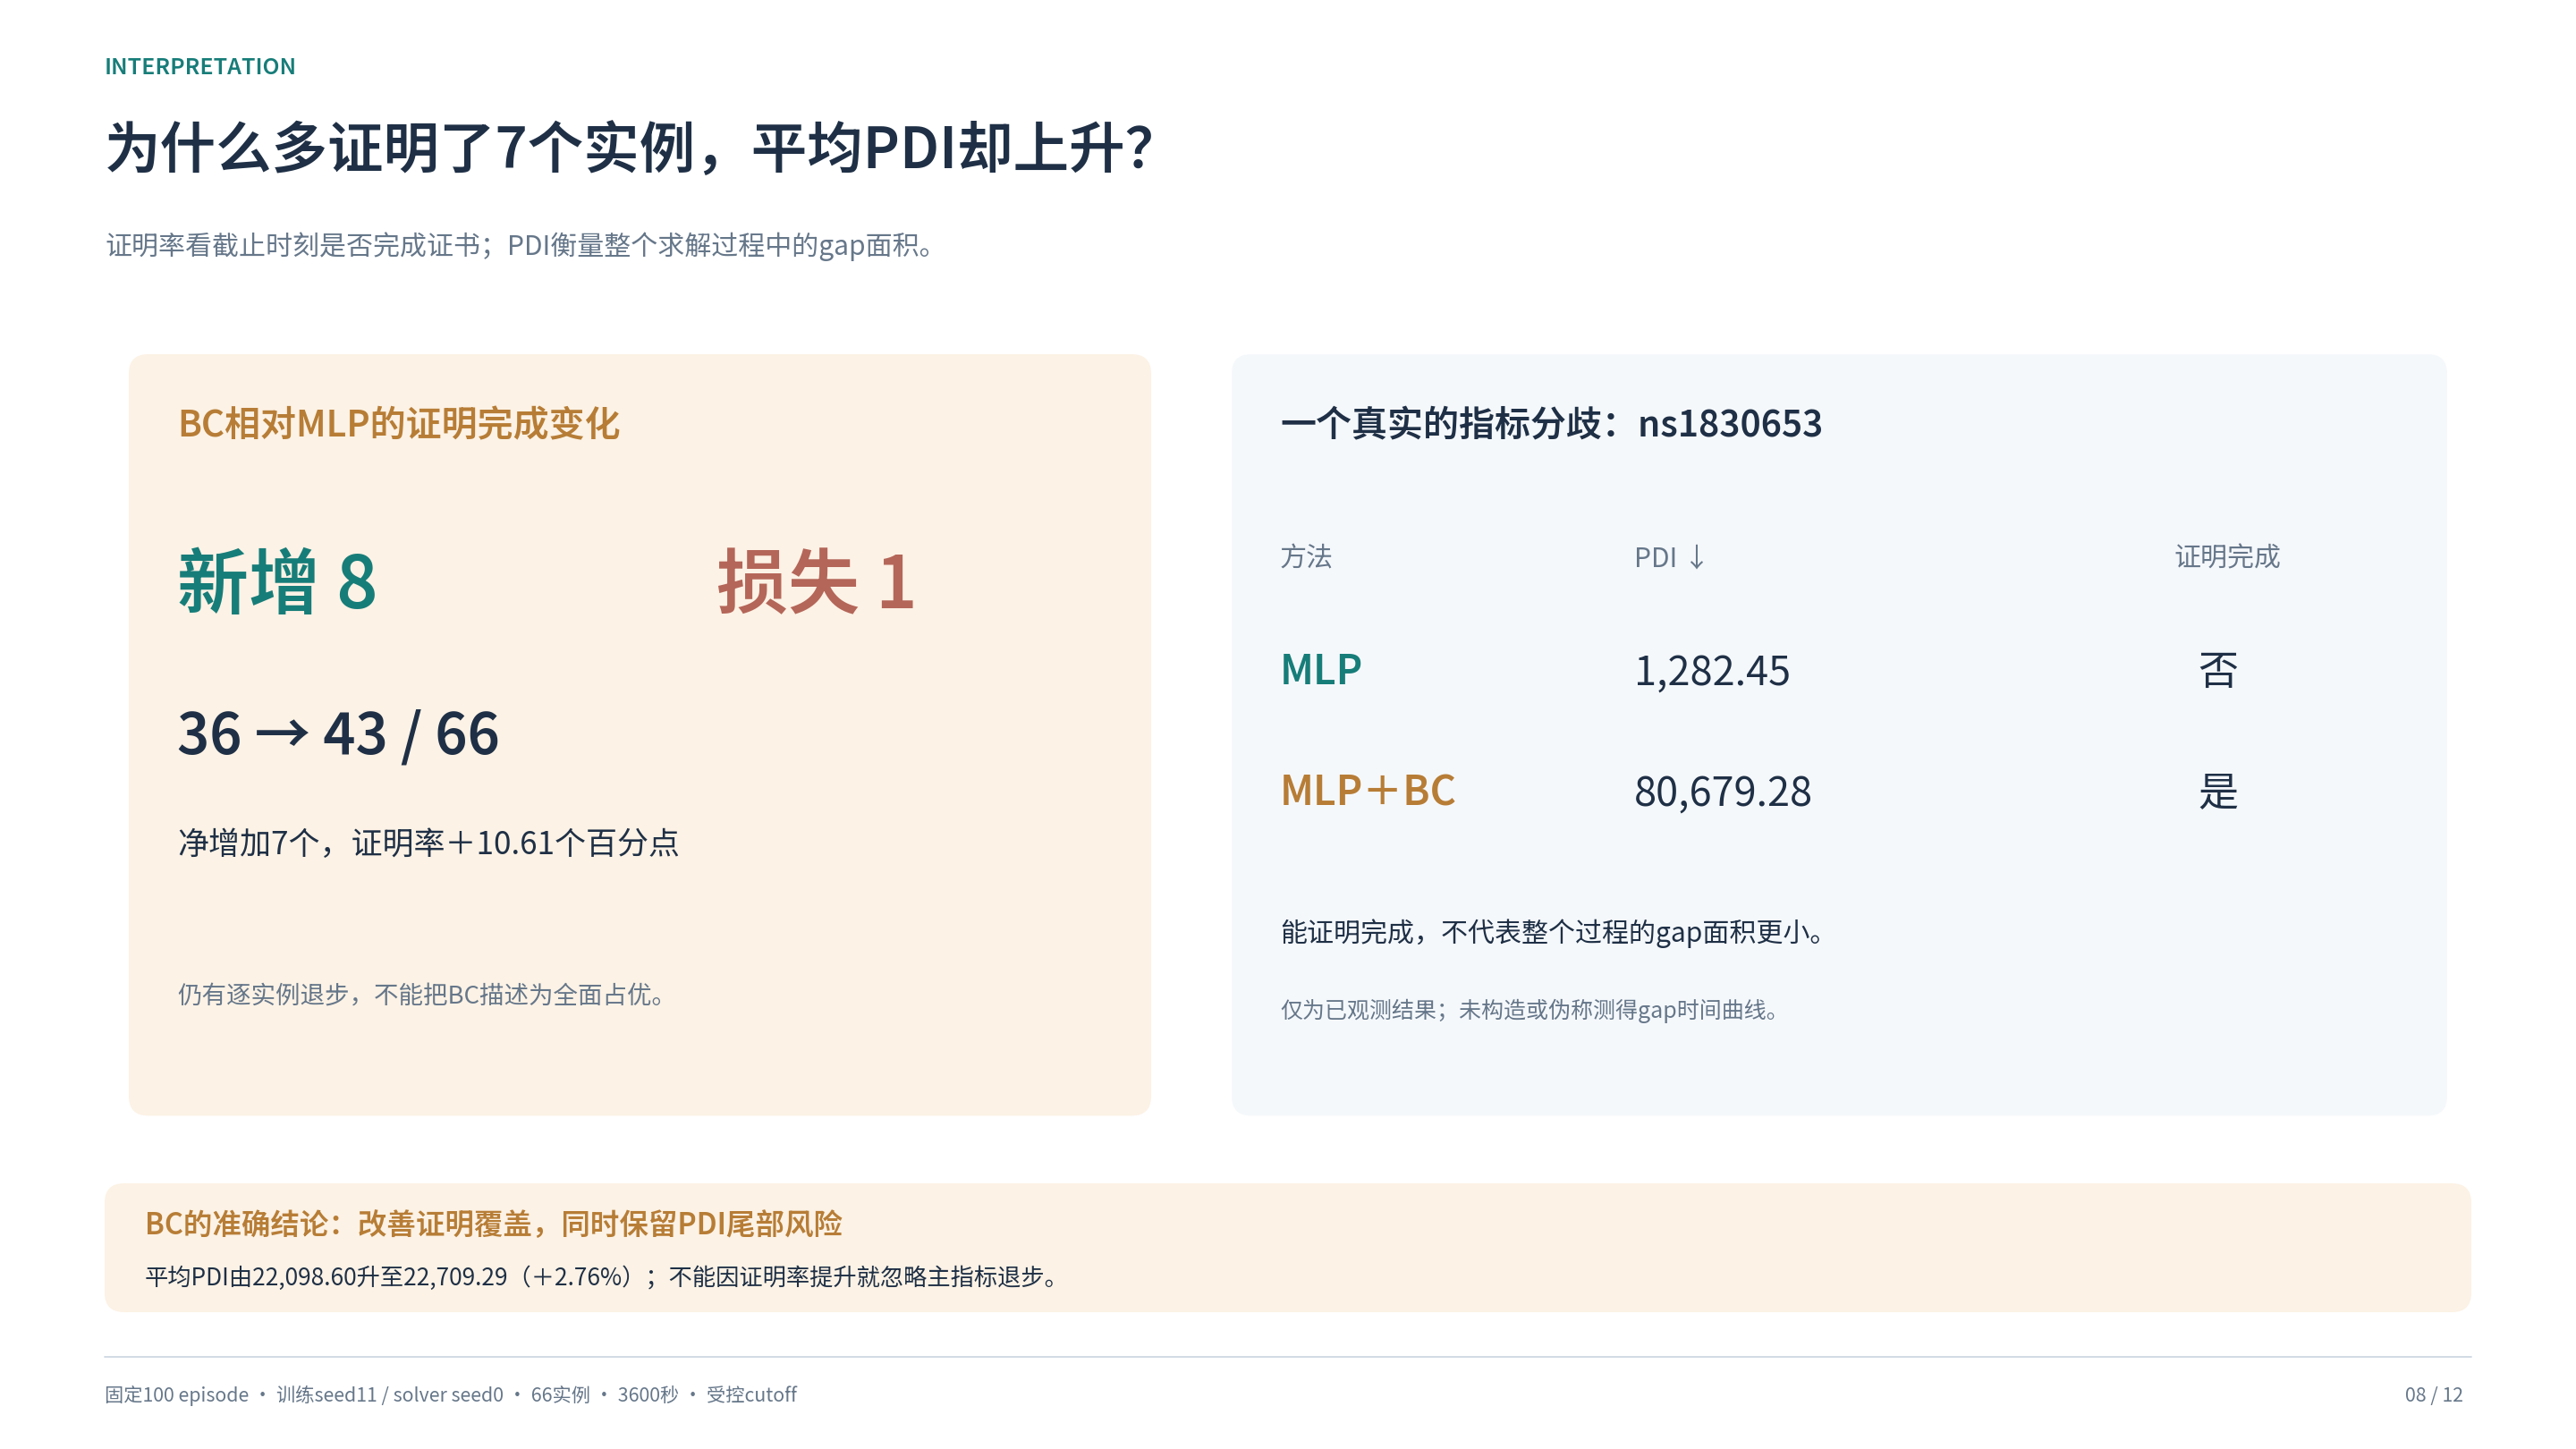 INTERPRETATION
为什么多证明了7个实例，平均PDI却上升？
证明率看截止时刻是否完成证书；PDI衡量整个求解过程中的gap面积。
BC相对MLP的证明完成变化
新增 8
损失 1
36 → 43 / 66
净增加7个，证明率＋10.61个百分点
仍有逐实例退步，不能把BC描述为全面占优。
一个真实的指标分歧：ns1830653
方法 PDI ↓ 证明完成
MLP 1,282.45 否
MLP＋BC 80,679.28 是
能证明完成，不代表整个过程的gap面积更小。
仅为已观测结果；未构造或伪称测得gap时间曲线。
BC的准确结论：改善证明覆盖，同时保留PDI尾部风险
平均PDI由22,098.60升至22,709.29（＋2.76%）；不能因证明率提升就忽略主指标退步。
固定100 episode • 训练seed11 / solver seed0 • 66实例 • 3600秒 • 受控cutoff
08 / 12